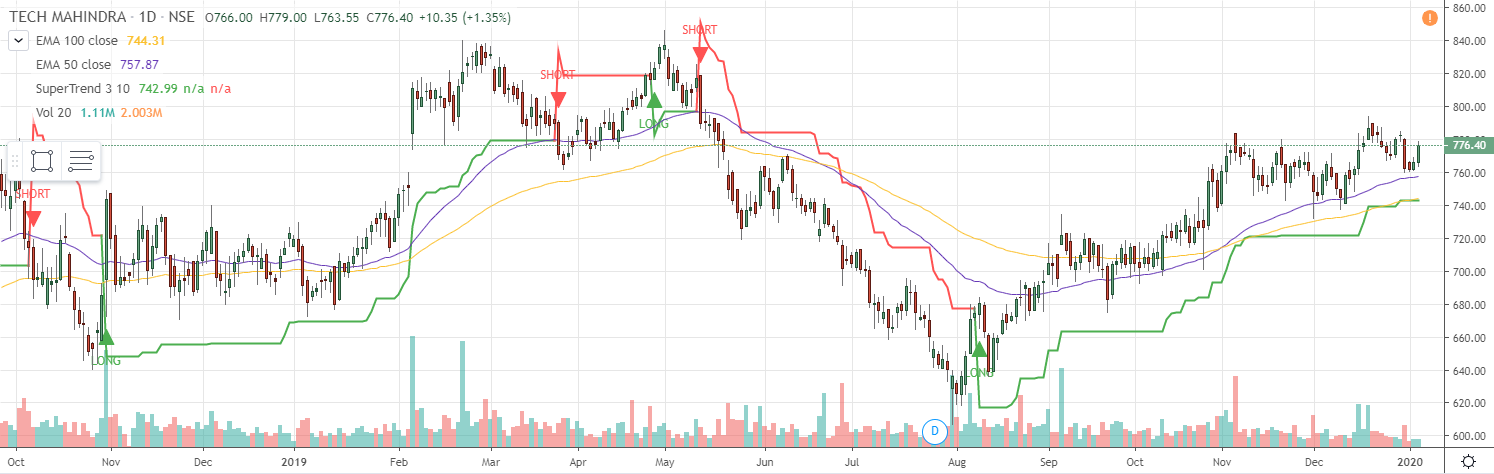 TECH MAHINDRA · 1D · NSE O766.00 H779.00 L763.55 C776.40 +10.35 (+1.35%)
EMA 100 close 744.31
EMA 50 close 757.87
SuperTrend 3 10 742.99 n/a n/a
Vol 20 1.11M 2.003M
SHORT
SHORT
SHORT
LONG
LONG
LONG
D
860.00
840.00
820.00
800.00
776.40
760.00
740.00
720.00
700.00
680.00
660.00
640.00
620.00
600.00
Oct Nov Dec 2019 Feb Mar Apr May Jun Jul Aug Sep Oct Nov Dec 2020